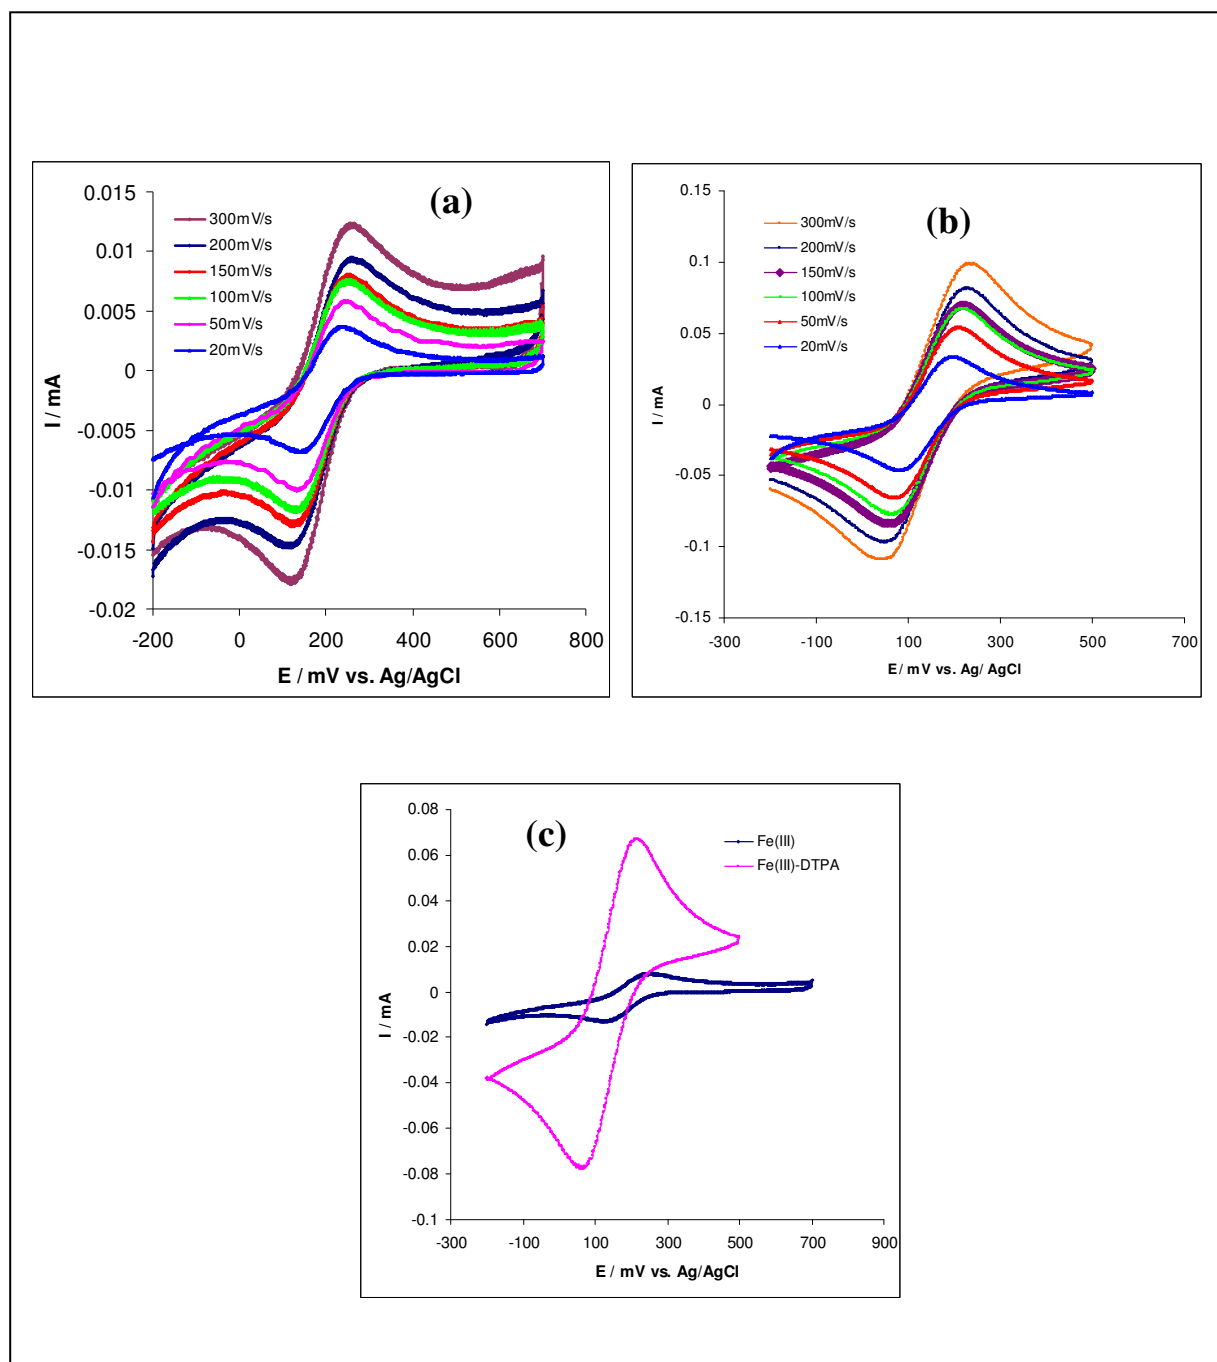 (a)
0.015
0.01
0.005
0
-0.005
-0.01
-0.015
-0.02
I / mA
300mV/s
200mV/s
150mV/s
100mV/s
50mV/s
20mV/s
-200
0
200
400
600
800
E / mV vs. Ag/AgCl
(b)
0.15
0.1
0.05
0
-0.05
-0.1
-0.15
I / mA
300mV/s
200mV/s
150mV/s
100mV/s
50mV/s
20mV/s
-300
-100
100
300
500
700
E / mV vs. Ag/ AgCl
(c)
0.08
0.06
0.04
0.02
0
-0.02
-0.04
-0.06
-0.08
-0.1
I / mA
Fe(III)
Fe(III)-DTPA
-300
-100
100
300
500
700
900
E / mV vs. Ag/AgCl